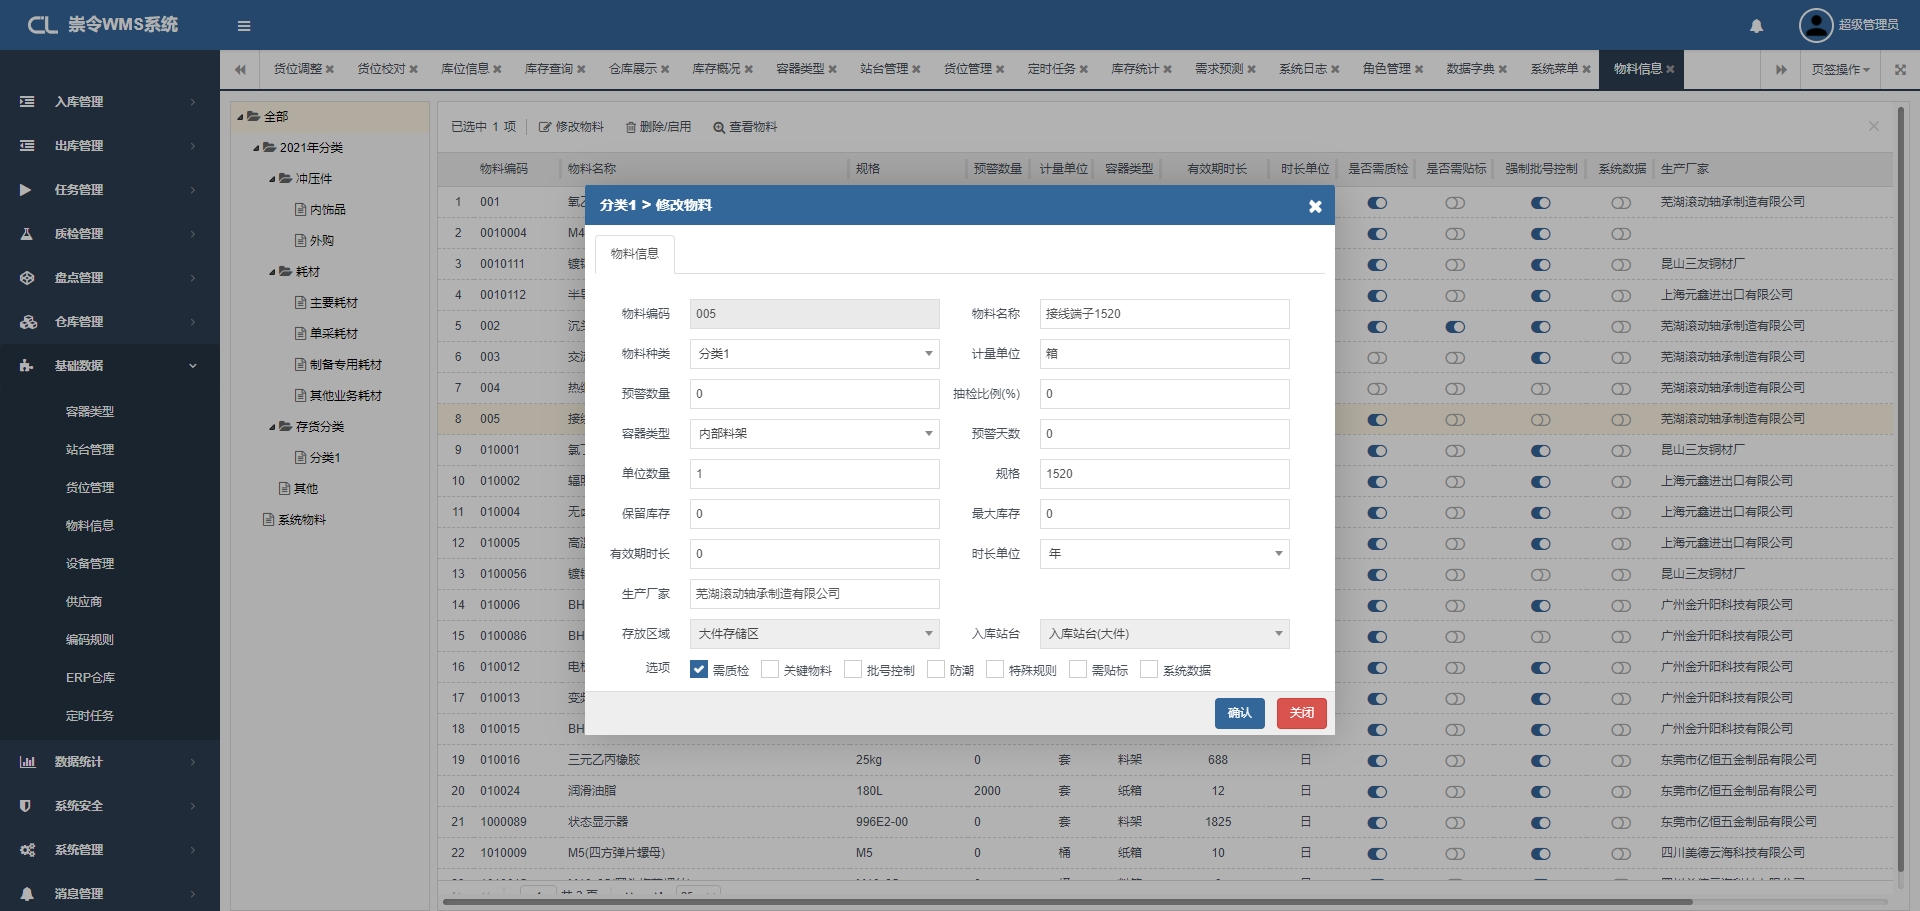 CL 崇令WMS系统
超级管理员
货位调整 货位校对 库位信息 库存查询 仓库展示 库存概况 容器类型 站台管理 货位管理 定时任务 库存统计 需求预测 系统日志 角色管理 数据字典 系统菜单 物料信息 页签操作
入库管理
出库管理
任务管理
质检管理
盘点管理
仓库管理
基础数据
容器类型
站台管理
货位管理
物料信息
设备管理
供应商
编码规则
ERP仓库
定时任务
数据统计
系统安全
系统管理
消息管理
全部
2021年分类
冲压件
内饰品
外购
耗材
主要耗材
单采耗材
制备专用耗材
其他业务耗材
存货分类
分类1
其他
系统物料
已选中 1 项 修改物料 删除/启用 查看物料
物料编码 物料名称 规格 预警数量 计量单位 容器类型 有效期时长 时长单位 是否需质检 是否需贴标 强制批号控制 系统数据 生产厂家
1 001 芜湖滚动轴承制造有限公司
2 0010004 M4
3 0010111 昆山三友铜材厂
4 0010112 上海元鑫进出口有限公司
5 002 芜湖滚动轴承制造有限公司
6 003 芜湖滚动轴承制造有限公司
7 004 芜湖滚动轴承制造有限公司
8 005 芜湖滚动轴承制造有限公司
9 010001 昆山三友铜材厂
10 010002 上海元鑫进出口有限公司
11 010004 上海元鑫进出口有限公司
12 010005 上海元鑫进出口有限公司
13 0100056 昆山三友铜材厂
14 010006 BH 广州金升阳科技有限公司
15 0100086 BH 广州金升阳科技有限公司
16 010012 广州金升阳科技有限公司
17 010013 广州金升阳科技有限公司
18 010015 BH 广州金升阳科技有限公司
19 010016 三元乙丙橡胶 25kg 0 套 料架 688 日 东莞市亿恒五金制品有限公司
20 010024 润滑油脂 180L 2000 套 纸箱 12 日 东莞市亿恒五金制品有限公司
21 1000089 状态显示器 996E2-00 0 套 料架 1825 日 东莞市亿恒五金制品有限公司
22 1010009 M5(四方弹片螺母) M5 0 桶 纸箱 10 日 四川美德云海科技有限公司
分类1 > 修改物料
物料信息
物料编码 005 物料名称 接线端子1520
物料种类 分类1 计量单位 箱
预警数量 0 抽检比例(%) 0
容器类型 内部料架 预警天数 0
单位数量 1 规格 1520
保留库存 0 最大库存 0
有效期时长 0 时长单位 年
生产厂家 芜湖滚动轴承制造有限公司
存放区域 大件存储区 入库站台 入库站台(大件)
选项 需质检 关键物料 批号控制 防潮 特殊规则 需贴标 系统数据
确认 关闭